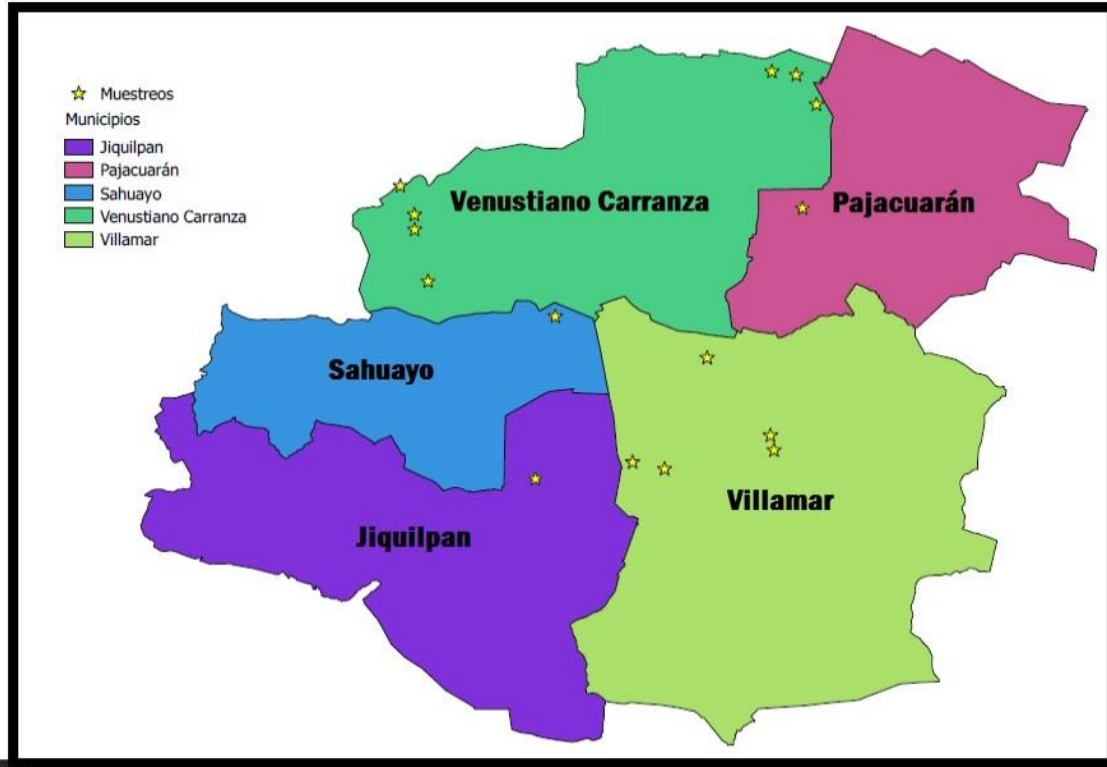 Muestreos
Municipios
Jiquilpan
Pajacuarán
Sahuayo
Venustiano Carranza
Villamar
Venustiano Carranza
Pajacuarán
Sahuayo
Villamar
Jiquilpan